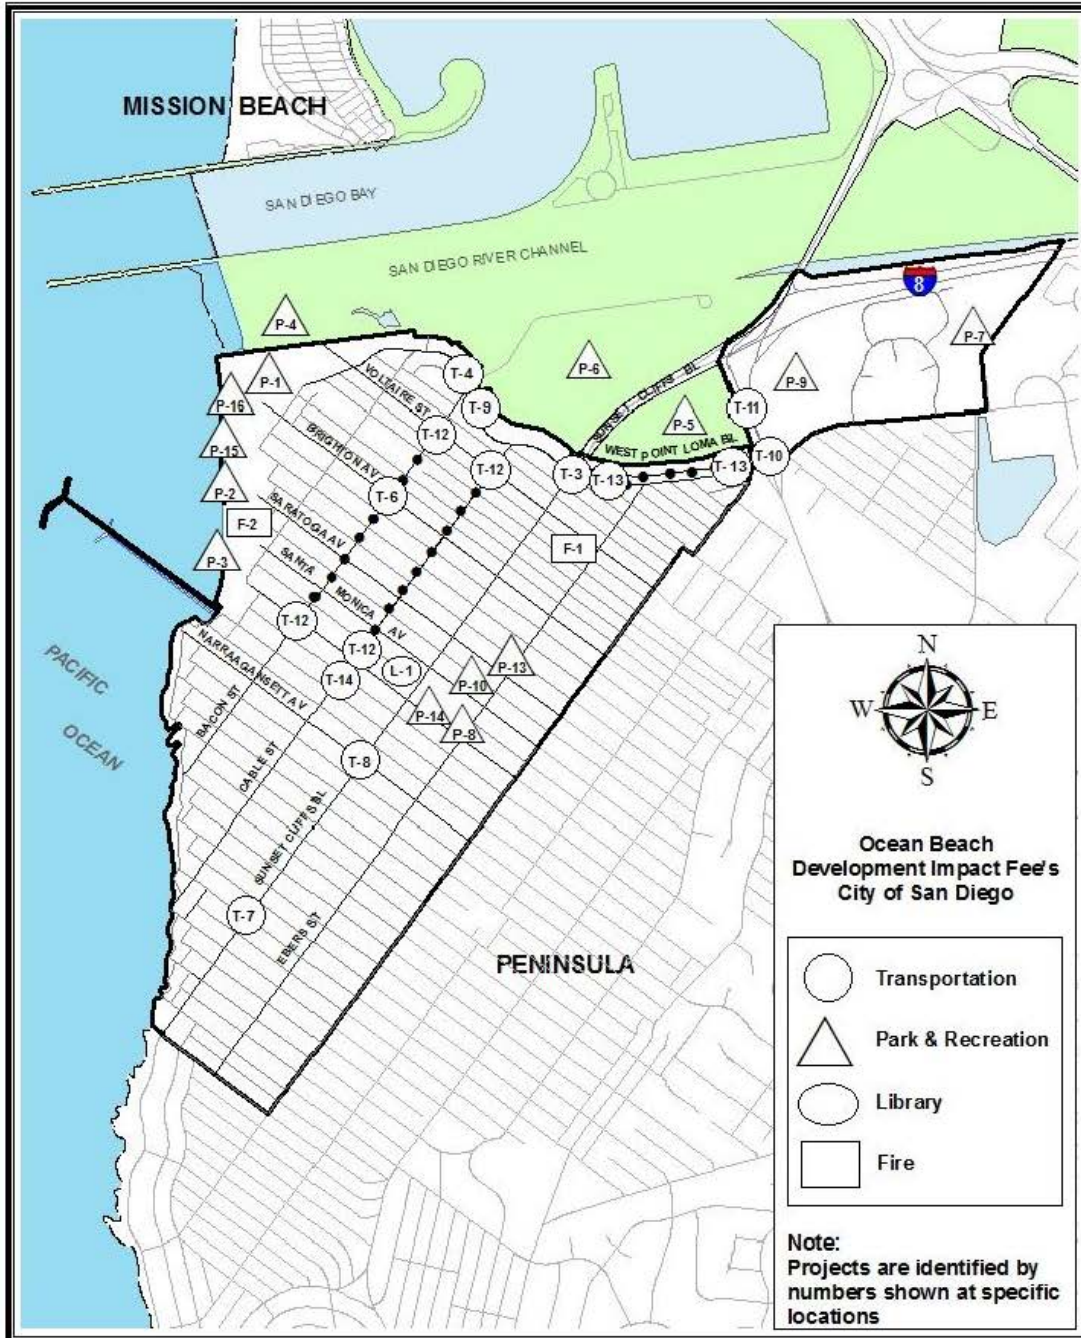 MISSION BEACH
SAN DIEGO BAY
SAN DIEGO RIVER CHANNEL
8
P-4
P-7
P-6
P-1
T-4
P-9
VOLTAIRE ST
SUNSET CLIFFS BL
P-16
T-9
T-11
P-5
BRIGHTON AV
T-12
WEST POINT LOMA BL
P-15
T-12
T-3
T-13
T-13
T-10
P-2
T-6
SARATOGA AV
F-2
F-1
P-3
SANTA MONICA AV
T-12
NARRAAGANSETT AV
T-12
L-1
P-13
T-14
P-10
PACIFIC
OCEAN
BACON ST
P-14
P-8
CABLE ST
T-8
SUNSET CLIFFS BL
T-7
EBERS ST
PENINSULA
N
W
E
S
Ocean Beach
Development Impact Fee's
City of San Diego
Transportation
Park & Recreation
Library
Fire
Note:
Projects are identified by
numbers shown at specific
locations